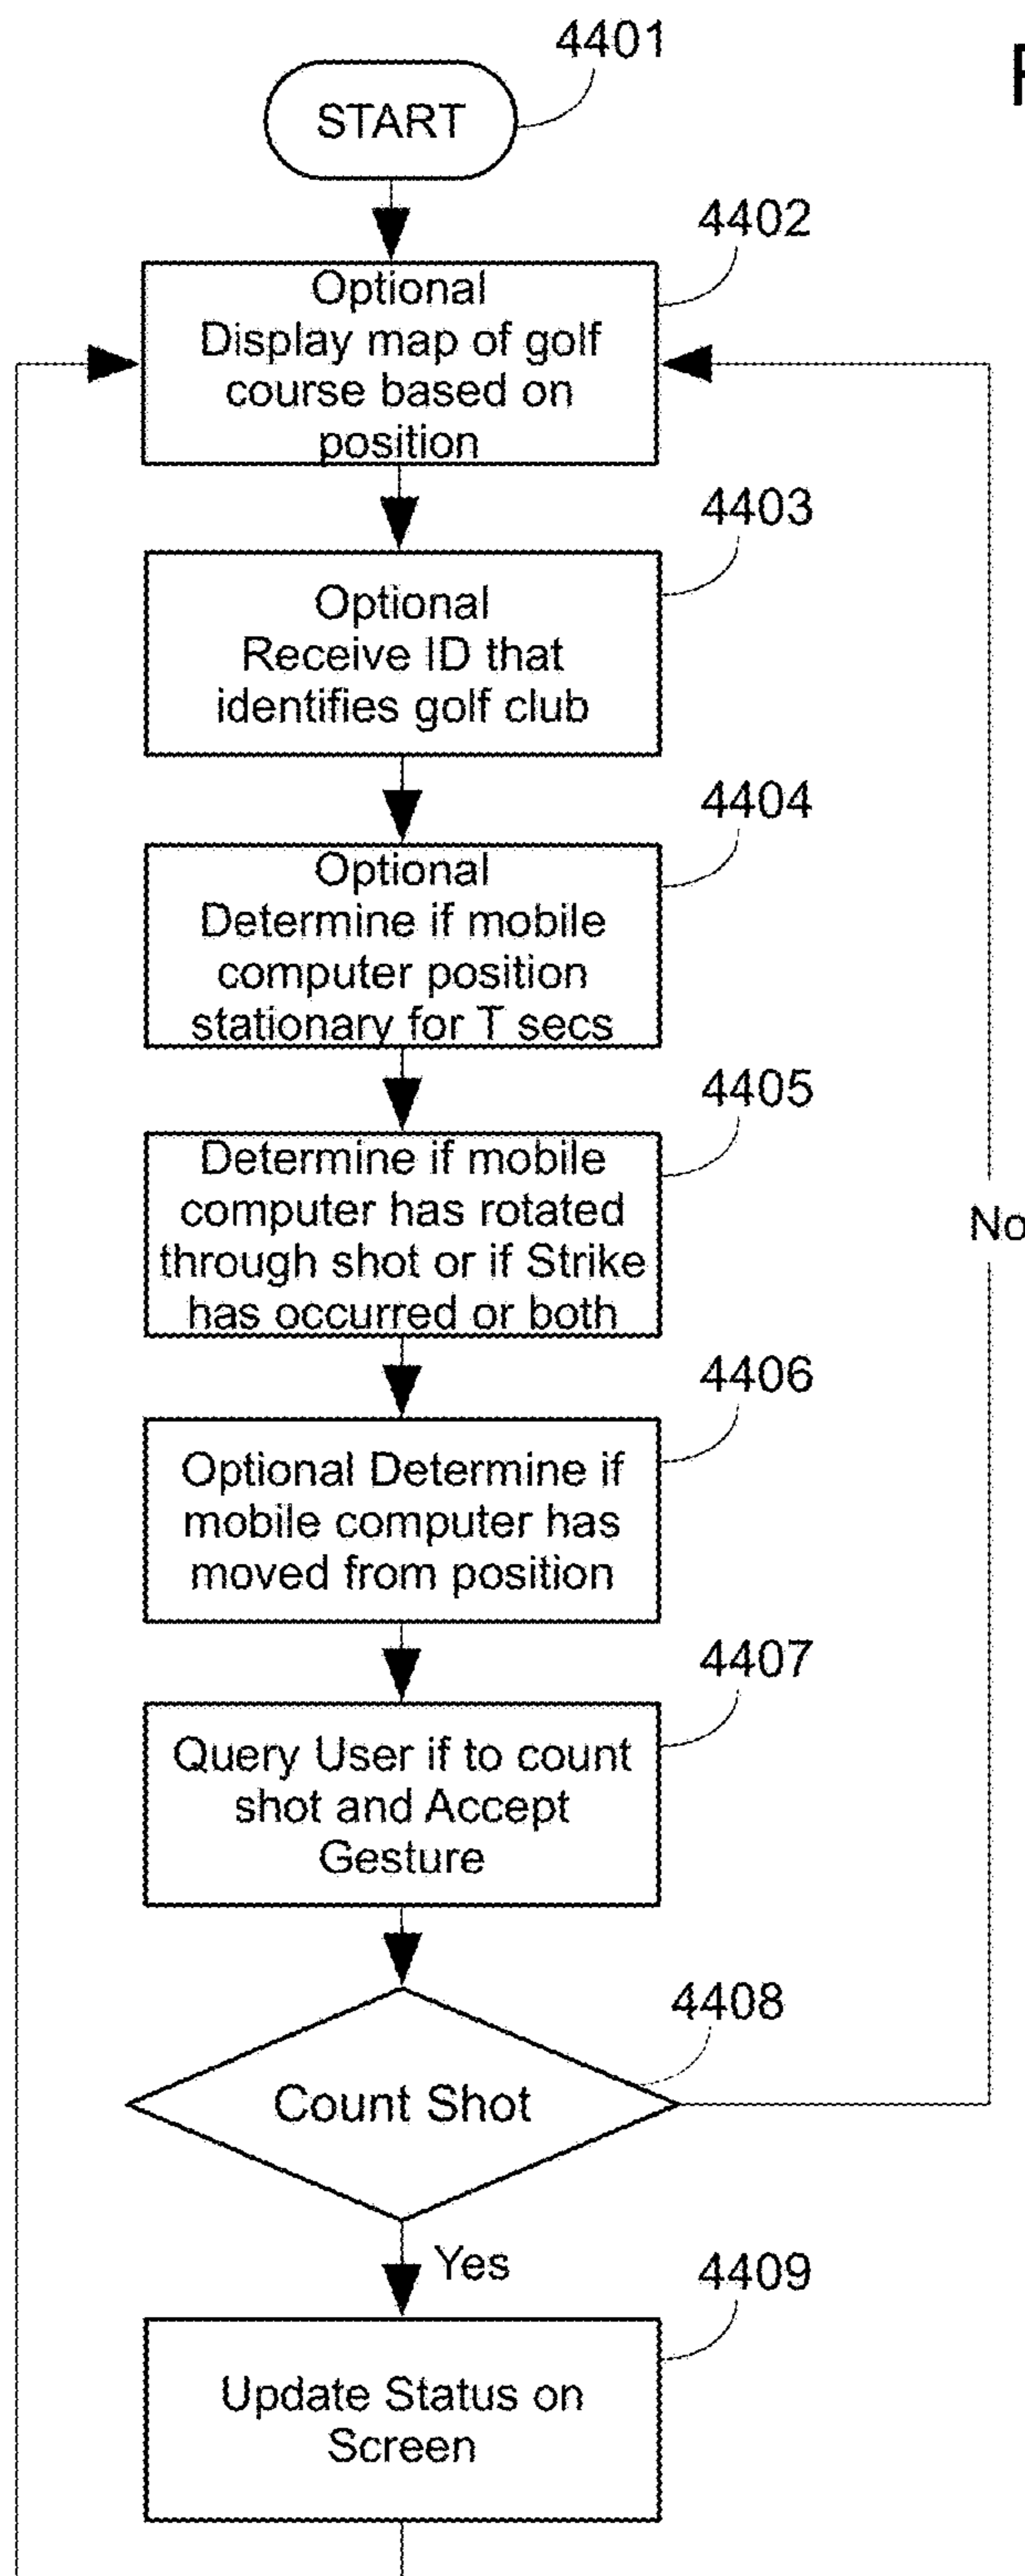 4401
START
4402
Optional
Display map of golf
course based on
position
4403
Optional
Receive ID that
identifies golf club
4404
Optional
Determine if mobile
computer position
stationary for T secs
4405
Determine if mobile
computer has rotated
through shot or if Strike
has occurred or both
No
4406
Optional Determine if
mobile computer has
moved from position
4407
Query User if to count
shot and Accept
Gesture
4408
Count Shot
Yes
4409
Update Status on
Screen